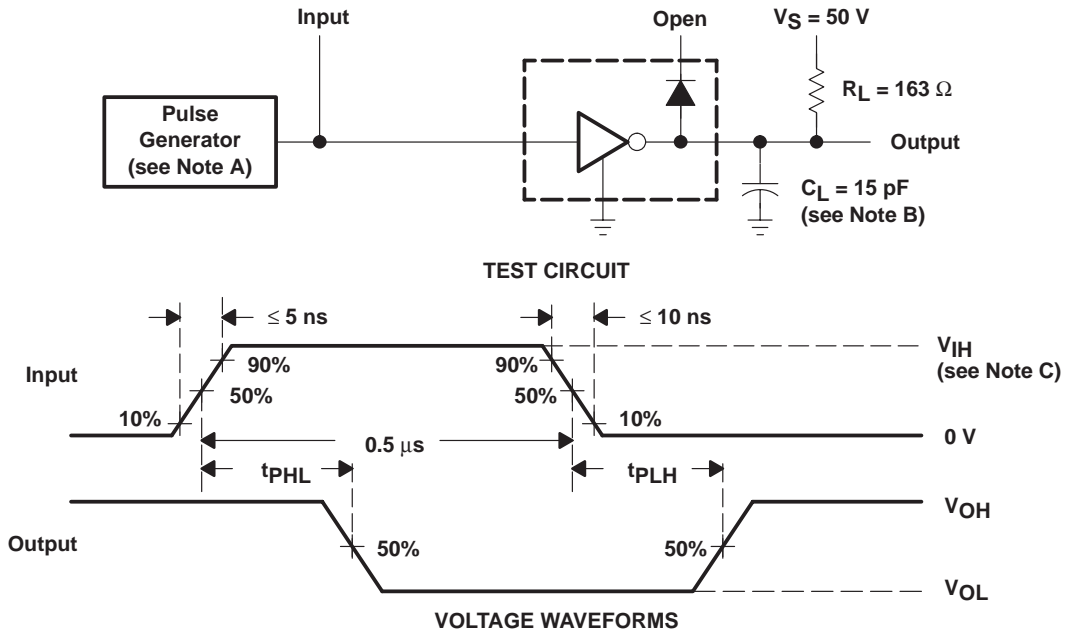 Input
Open
VS = 50 V
Pulse
Generator
(see Note A)
RL = 163 Ω
Output
CL = 15 pF
(see Note B)
TEST CIRCUIT
≤ 5 ns
≤ 10 ns
Input
90%
90%
VIH
(see Note C)
50%
50%
10%
10%
0.5 μs
0 V
tPHL
tPLH
Output
VOH
50%
50%
VOL
VOLTAGE WAVEFORMS